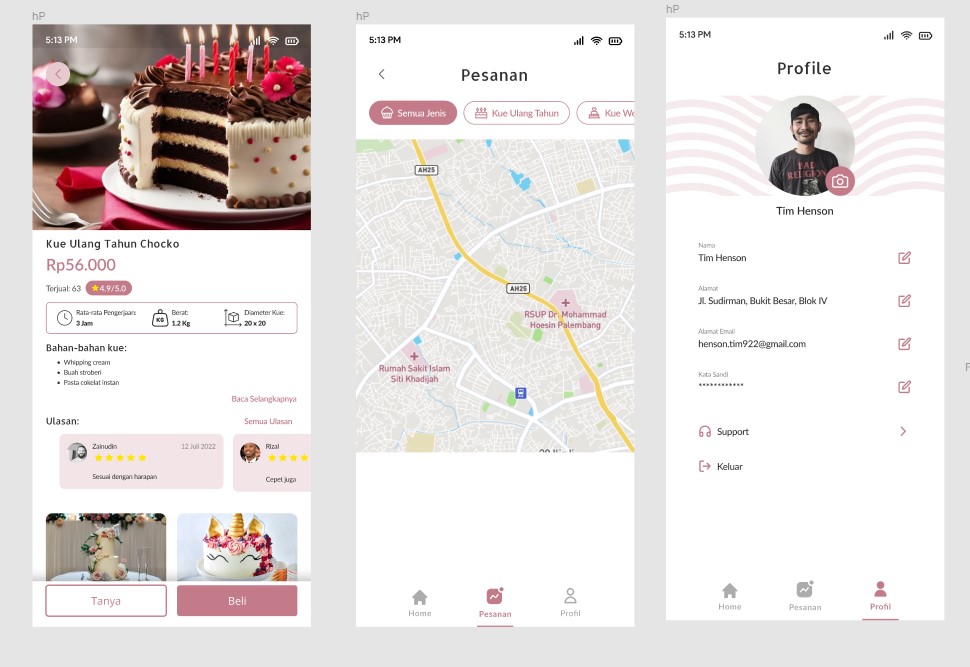 hP
5:13 PM
Kue Ulang Tahun Chocko
Rp56.000
Terjual: 63
4.9/5.0
Rata-rata Pengerjaan:
3 Jam
KG
Berat:
1.2 Kg
Diameter Kue:
20 x 20
Bahan-bahan kue:
Whipping cream
Buah stroberi
Pasta cokelat instan
Baca Selangkapnya
Ulasan:
Semua Ulasan
Zainudin
12 Juli 2022
Sesuai dengan harapan
Rizal
Cepet juga
Tanya
Beli
hP
5:13 PM
Pesanan
Semua Jenis
Kue Ulang Tahun
Kue We
AH25
AH25
RSUP Dr. Mohammad
Hoesin Palembang
Rumah Sakit Islam
Siti Khadijah
Home
Pesanan
Profil
hP
5:13 PM
Profile
BAD
RELIGION
Tim Henson
Nama
Tim Henson
Alamat
Jl. Sudirman, Bukit Besar, Blok IV
Alamat Email
henson.tim922@gmail.com
Kata Sandi
************
Support
Keluar
Home
Pesanan
Profil